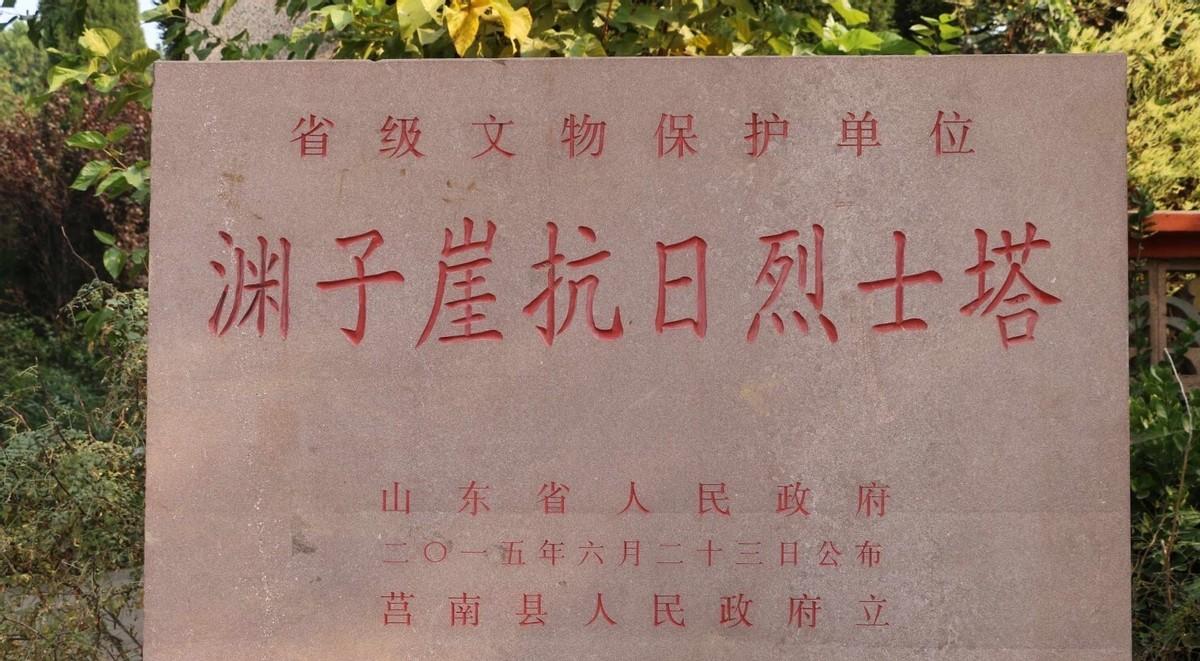 省级文物保护单位
渊子崖抗日烈士塔
山东省人民政府
二〇一五年六月二十三日公布
莒南县人民政府立